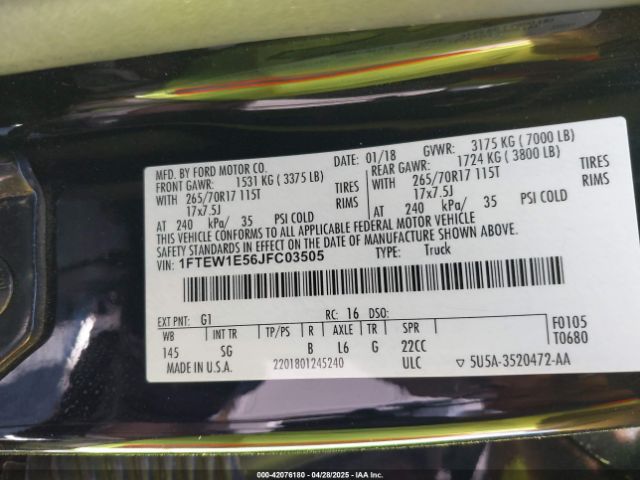 MFD. BY FORD MOTOR CO.
DATE: 01/18 GVWR: 3175 KG ( 7000 LB)
FRONT GAWR: 1531 KG ( 3375 LB) REAR GAWR: 1724 KG ( 3800 LB)
WITH 265/70R17 115T TIRES WITH 265/70R17 115T TIRES
17x7.5J RIMS 17x7.5J RIMS
AT 240 kPa/ 35 PSI COLD AT 240 kPa/ 35 PSI COLD
THIS VEHICLE CONFORMS TO ALL APPLICABLE FEDERAL MOTOR VEHICLE
SAFETY STANDARDS IN EFFECT ON THE DATE OF MANUFACTURE SHOWN ABOVE.
VIN: 1FTEW1E56JFC03505 TYPE: Truck
EXT PNT: G1 RC: 16 DSO: F0105
WB INT TR TP/PS R AXLE TR SPR T0680
145 SG B L6 G 22CC
MADE IN U.S.A. 2201801245240 ULC ▽ 5U5A-3520472-AA
000-42076180 - 04/28/2025 - IAAI.COM